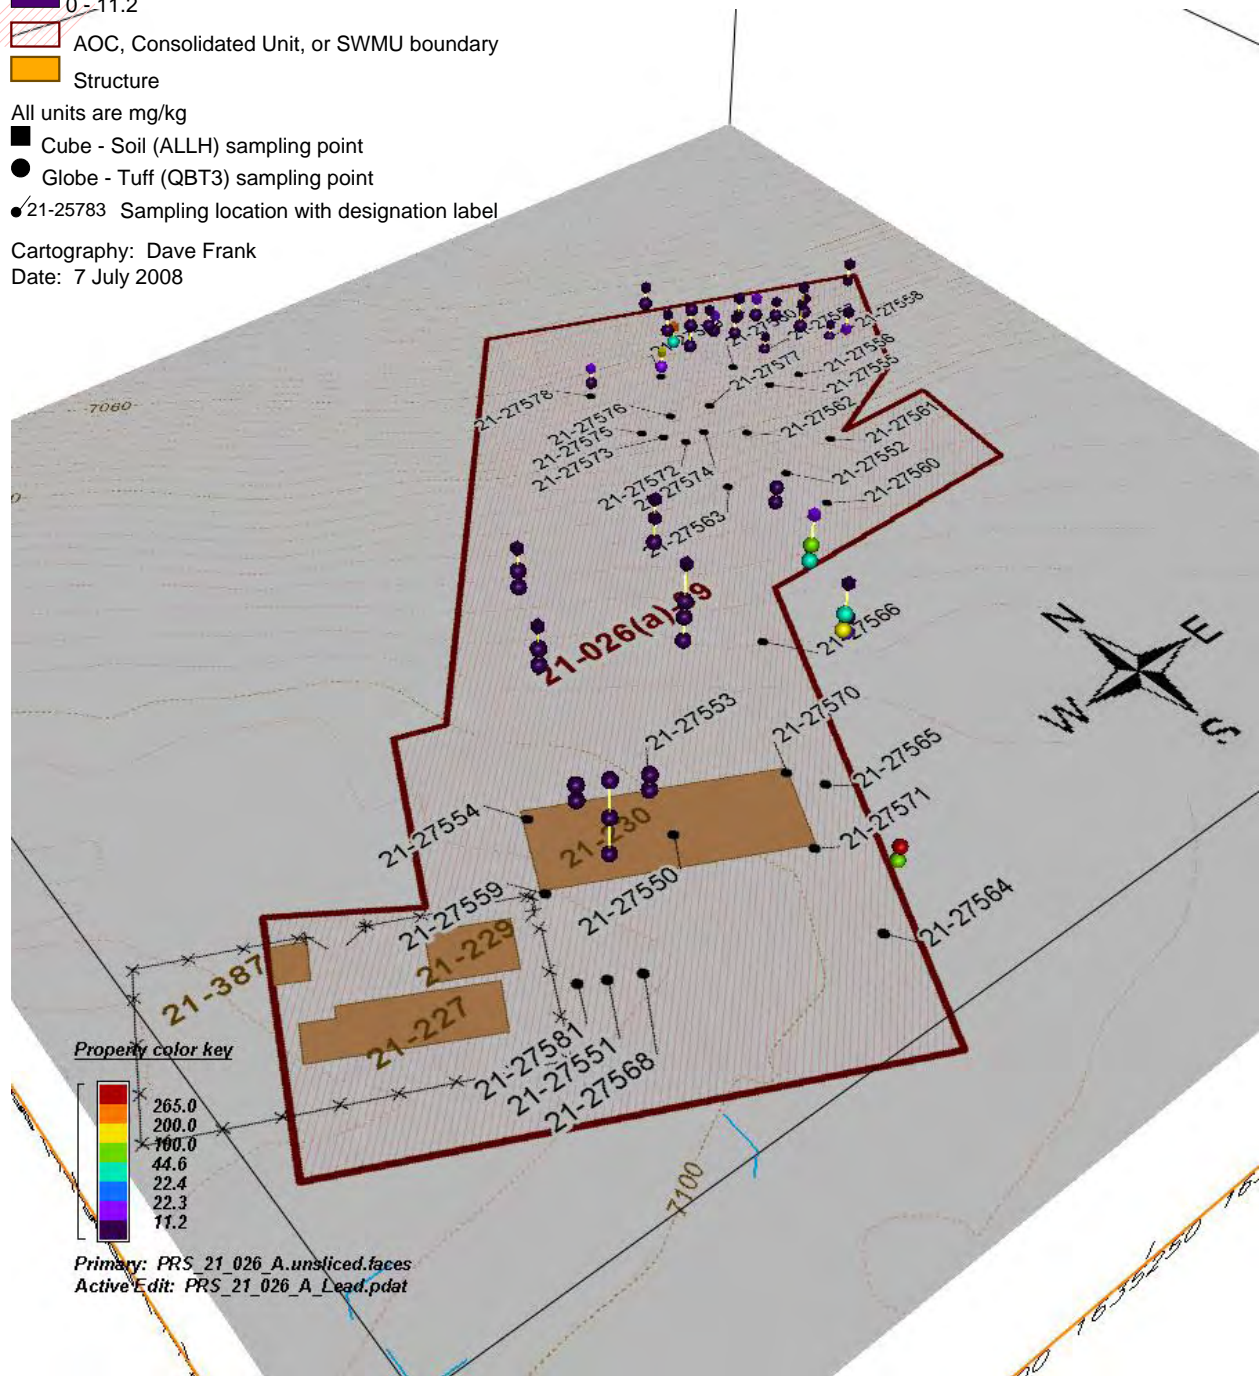 0 - 11.2
AOC, Consolidated Unit, or SWMU boundary
Structure
All units are mg/kg
Cube - Soil (ALLH) sampling point
Globe - Tuff (QBT3) sampling point
21-25783 Sampling location with designation label
Cartography: Dave Frank
Date: 7 July 2008
21-27558
21-27556
21-27555
21-27577
7060
21-27578
21-27576
21-27575
21-27573
21-27562
21-27561
21-27572
21-27574
21-27552
21-27560
21-27563
21-026(a)-99
21-27566
N
E
W
S
21-27553
21-27570
21-27565
21-27554
21-230
21-27571
21-27559
21-27550
21-27564
21-229
21-387
21-227
21-27581
21-27551
21-27568
Property color key
265.0
200.0
100.0
44.6
22.4
22.3
11.2
7100
Primary: PRS_21_026_A.unsliced.faces
Active Edit: PRS_21_026_A_Lead.pdat
1635250